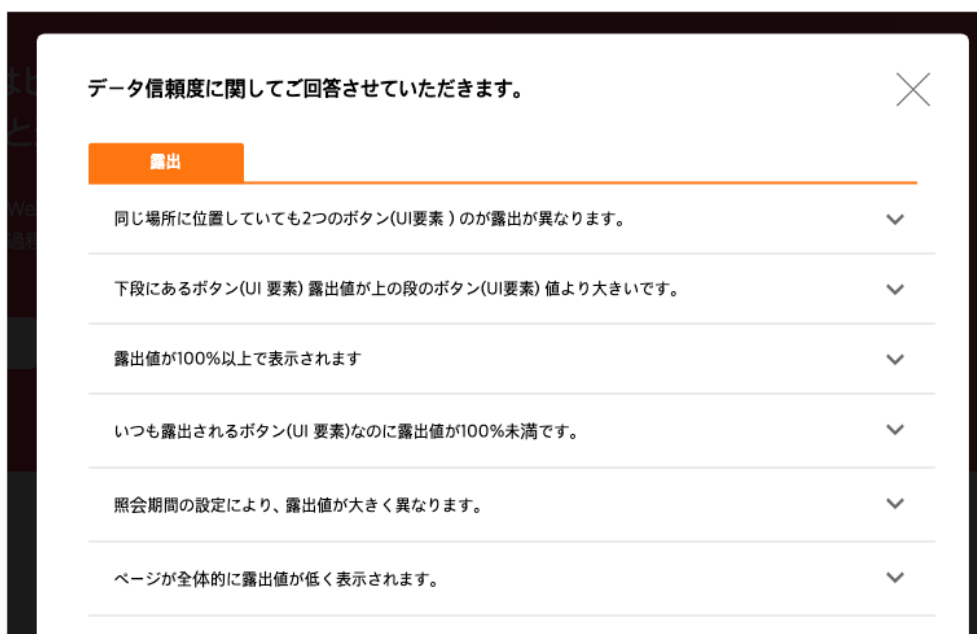 データ信頼度に関してご回答させていただきます。
露出
同じ場所に位置していても2つのボタン(UI要素 ) のが露出が異なります。
下段にあるボタン(UI 要素) 露出値が上の段のボタン(UI要素) 値より大きいです。
露出値が100%以上で表示されます
いつも露出されるボタン(UI 要素)なのに露出値が100%未満です。
照会期間の設定により、露出値が大きく異なります。
ページが全体的に露出値が低く表示されます。